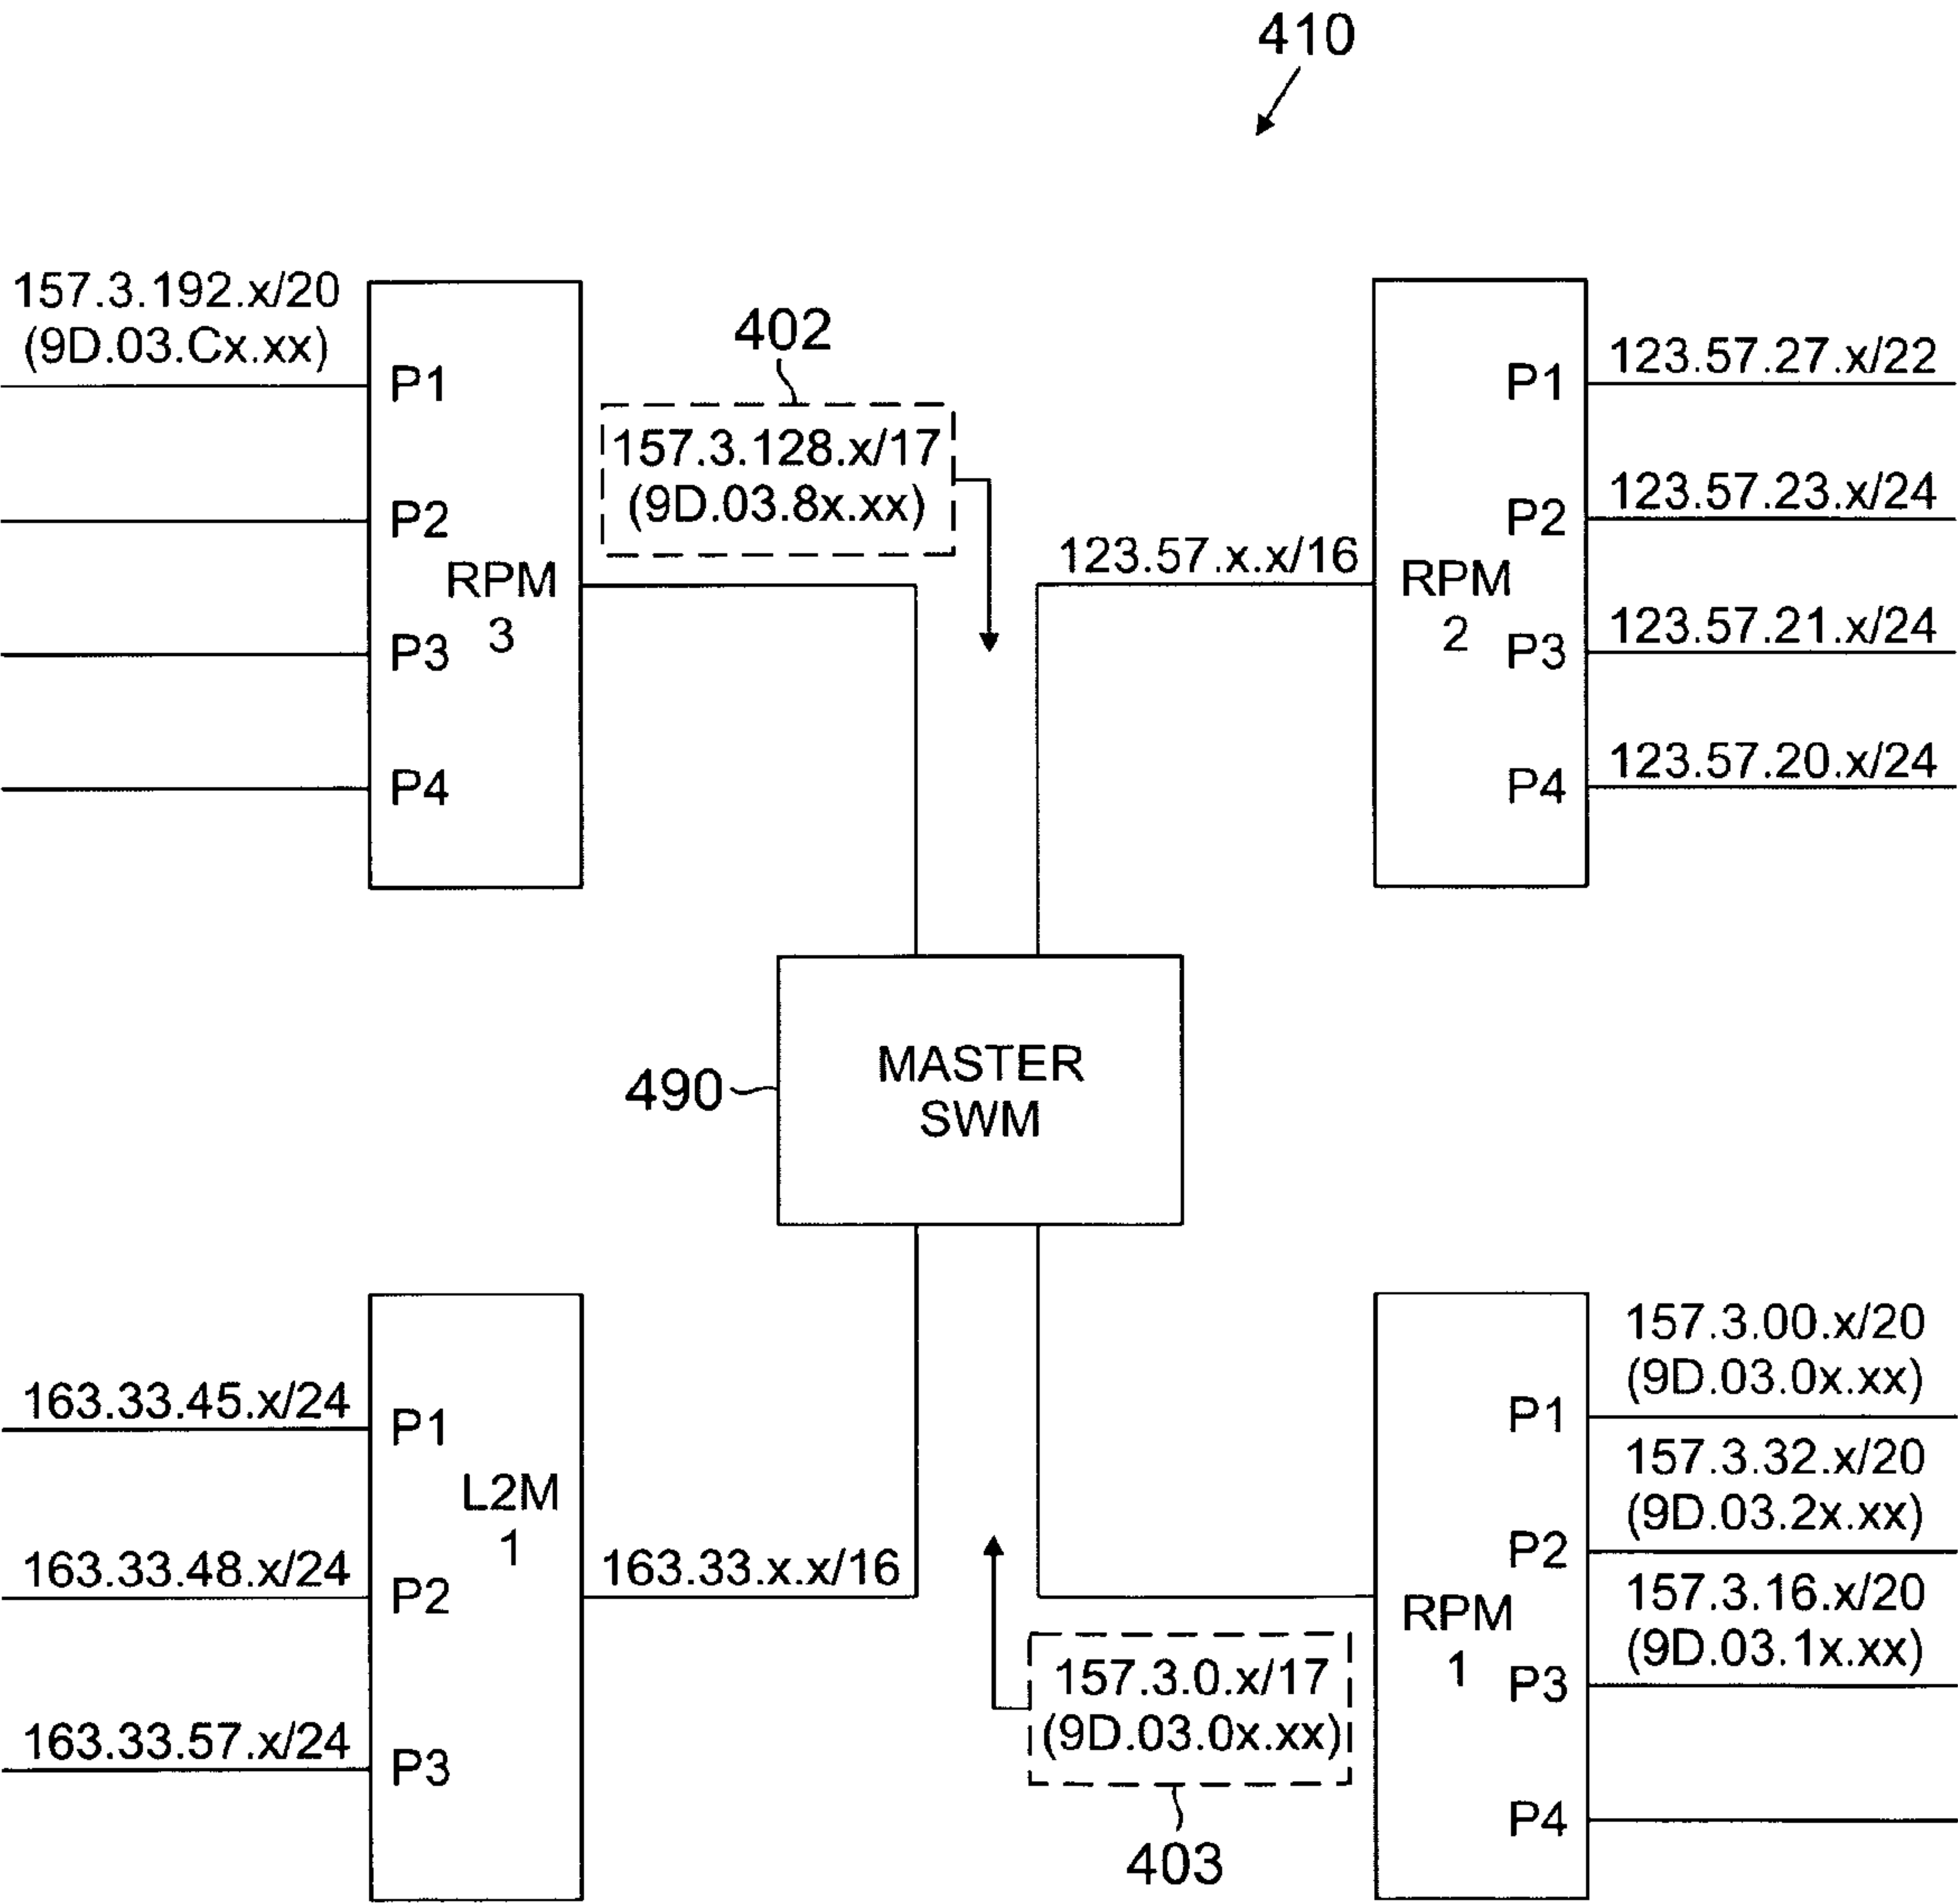 410
157.3.192.x/20
(9D.03.Cx.xx)
P1
P2
RPM
3
P3
P4
402
157.3.128.x/17
(9D.03.8x.xx)
123.57.x.x/16
P1
P2
RPM
2
P3
P4
123.57.27.x/22
123.57.23.x/24
123.57.21.x/24
123.57.20.x/24
490
MASTER
SWM
163.33.45.x/24
163.33.48.x/24
163.33.57.x/24
P1
L2M
1
P2
P3
163.33.x.x/16
157.3.0.x/17
(9D.03.0x.xx)
403
P1
P2
RPM
1
P3
P4
157.3.00.x/20
(9D.03.0x.xx)
157.3.32.x/20
(9D.03.2x.xx)
157.3.16.x/20
(9D.03.1x.xx)